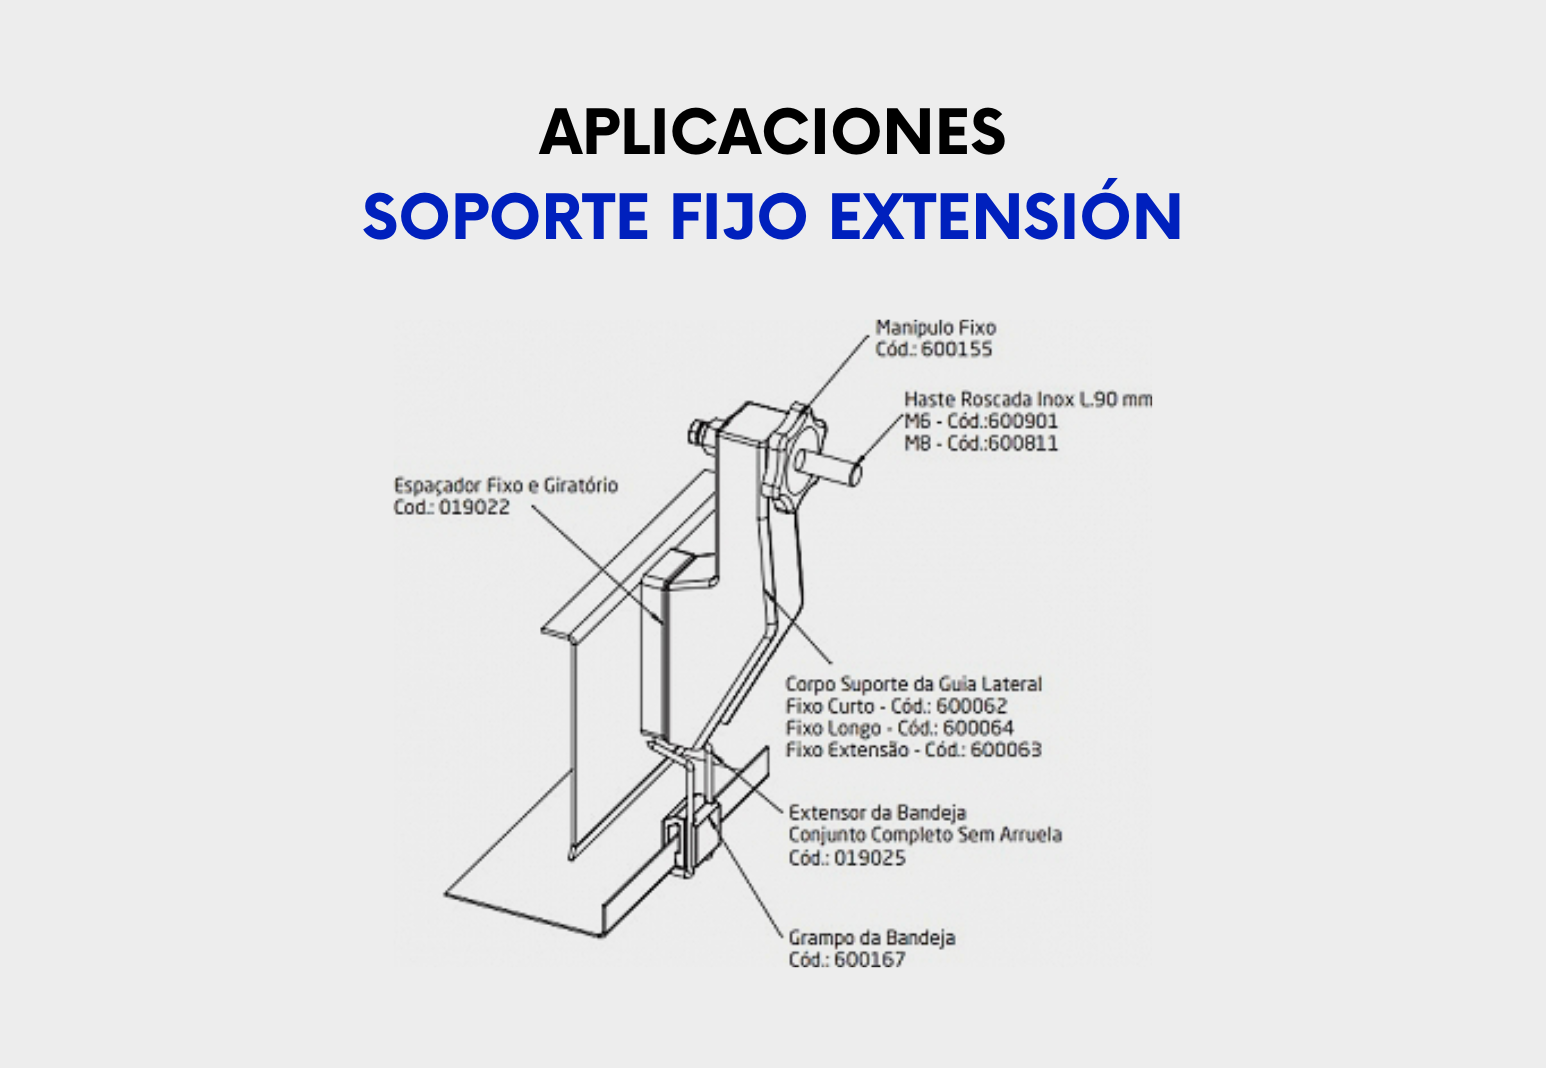 APLICACIONES
SOPORTE FIJO EXTENSIÓN
Manípulo Fixo
Cód.: 600155
Haste Roscada Inox L.90 mm
M6 - Cód.:600901
M8 - Cód.:600811
Espaçador Fixo e Giratório
Cod.: 019022
Corpo Suporte da Guia Lateral
Fixo Curto - Cód.: 600062
Fixo Longo - Cód.: 600064
Fixo Extensão - Cód.: 600063
Extensor da Bandeja
Conjunto Completo Sem Arruela
Cód.: 019025
Grampo da Bandeja
Cód.: 600167